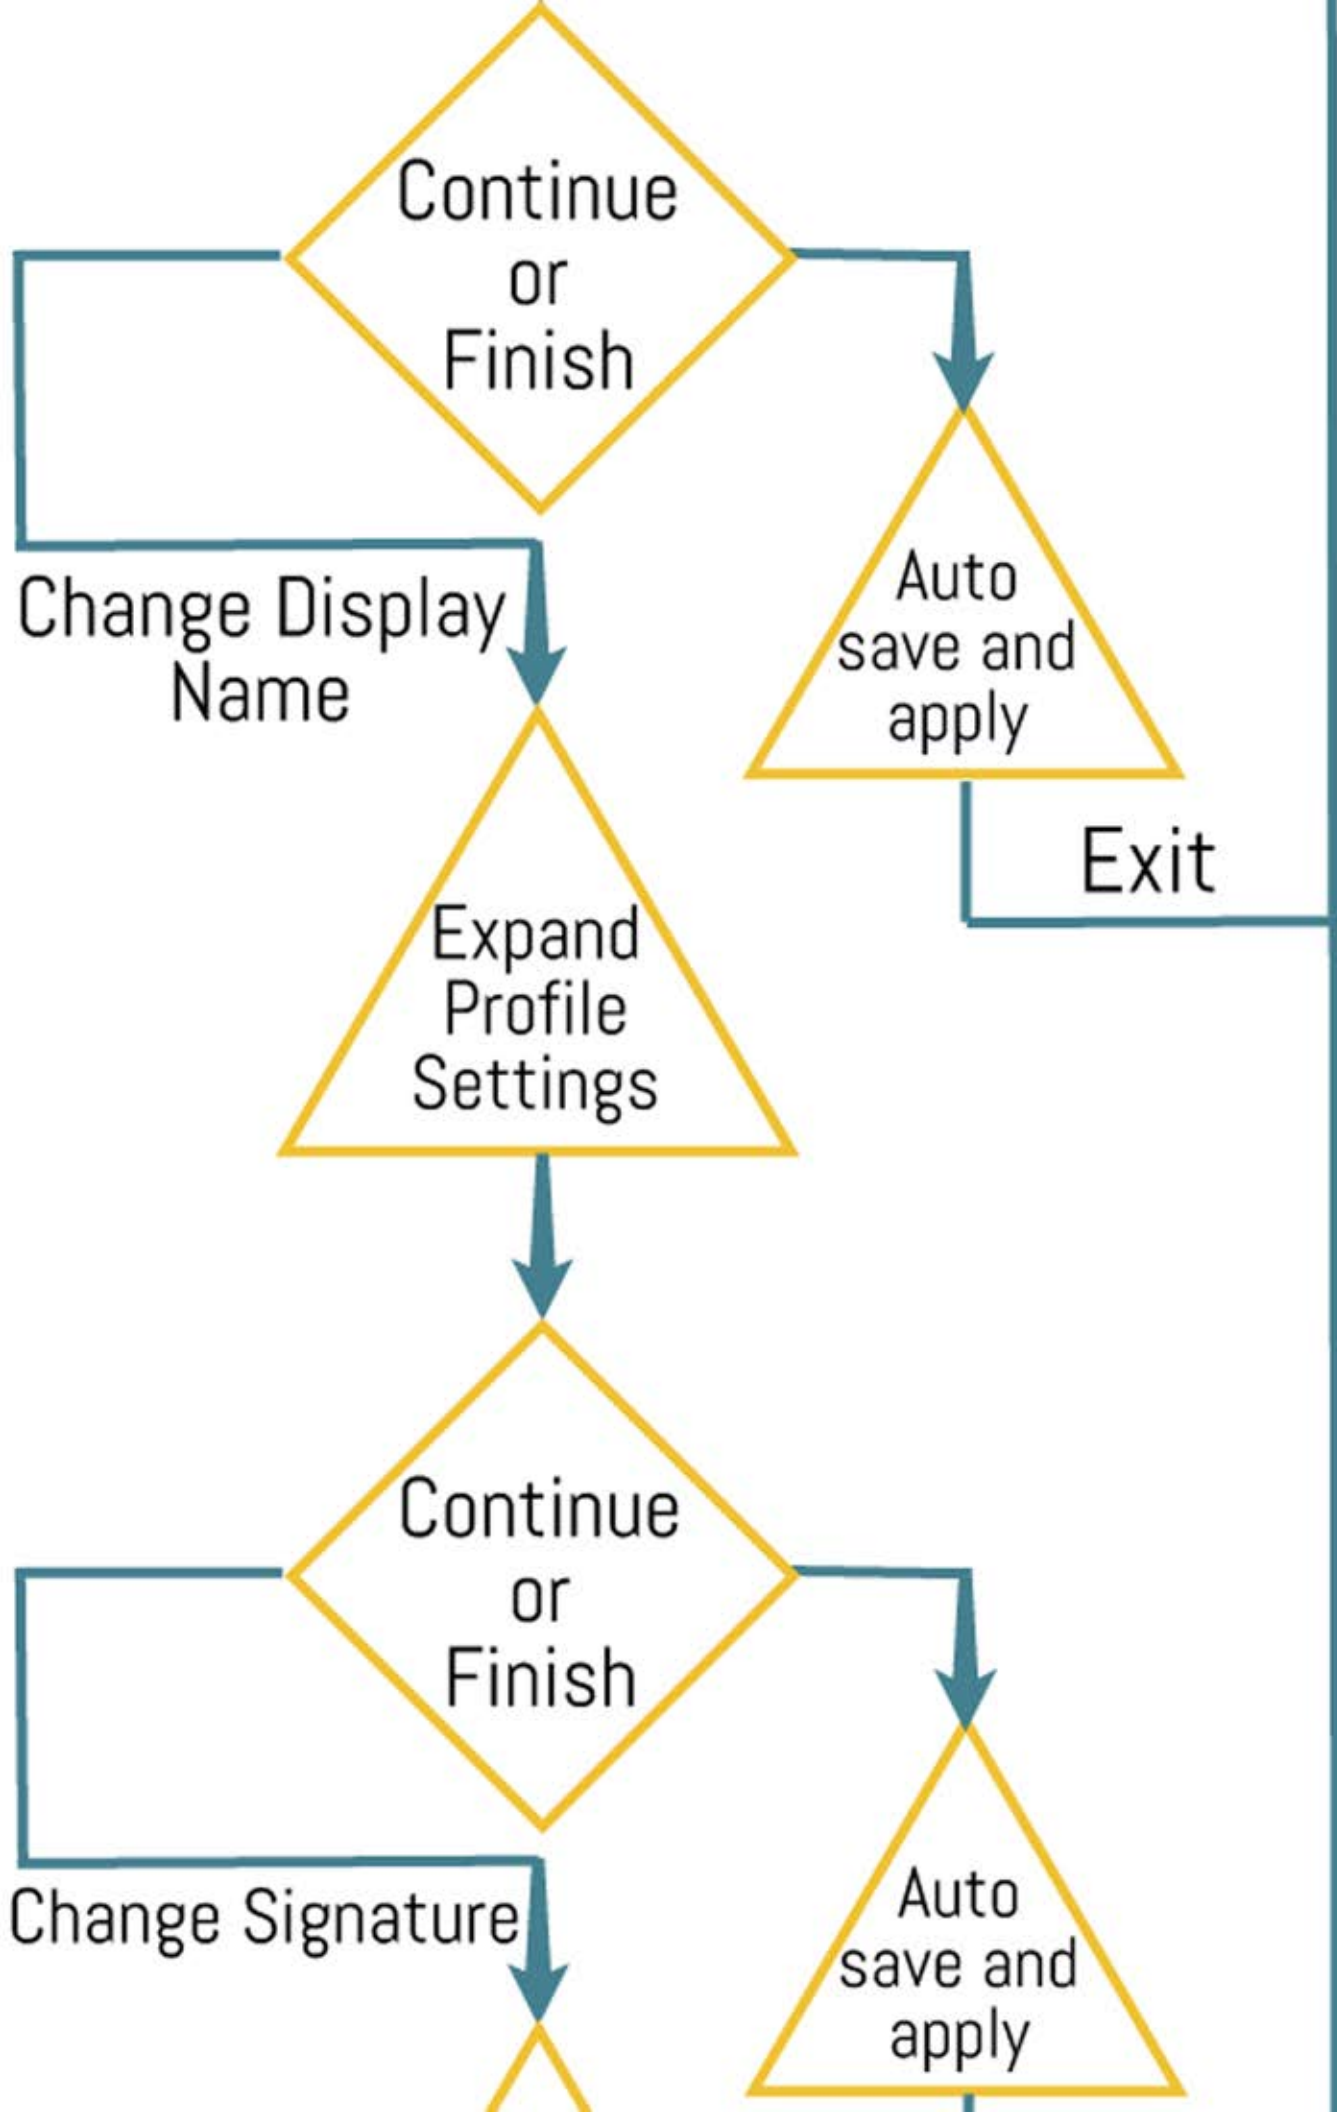 Continue
or
Finish
Change Display
Name
Auto
save and
apply
Exit
Expand
Profile
Settings
Continue
or
Finish
Change Signature
Auto
save and
apply